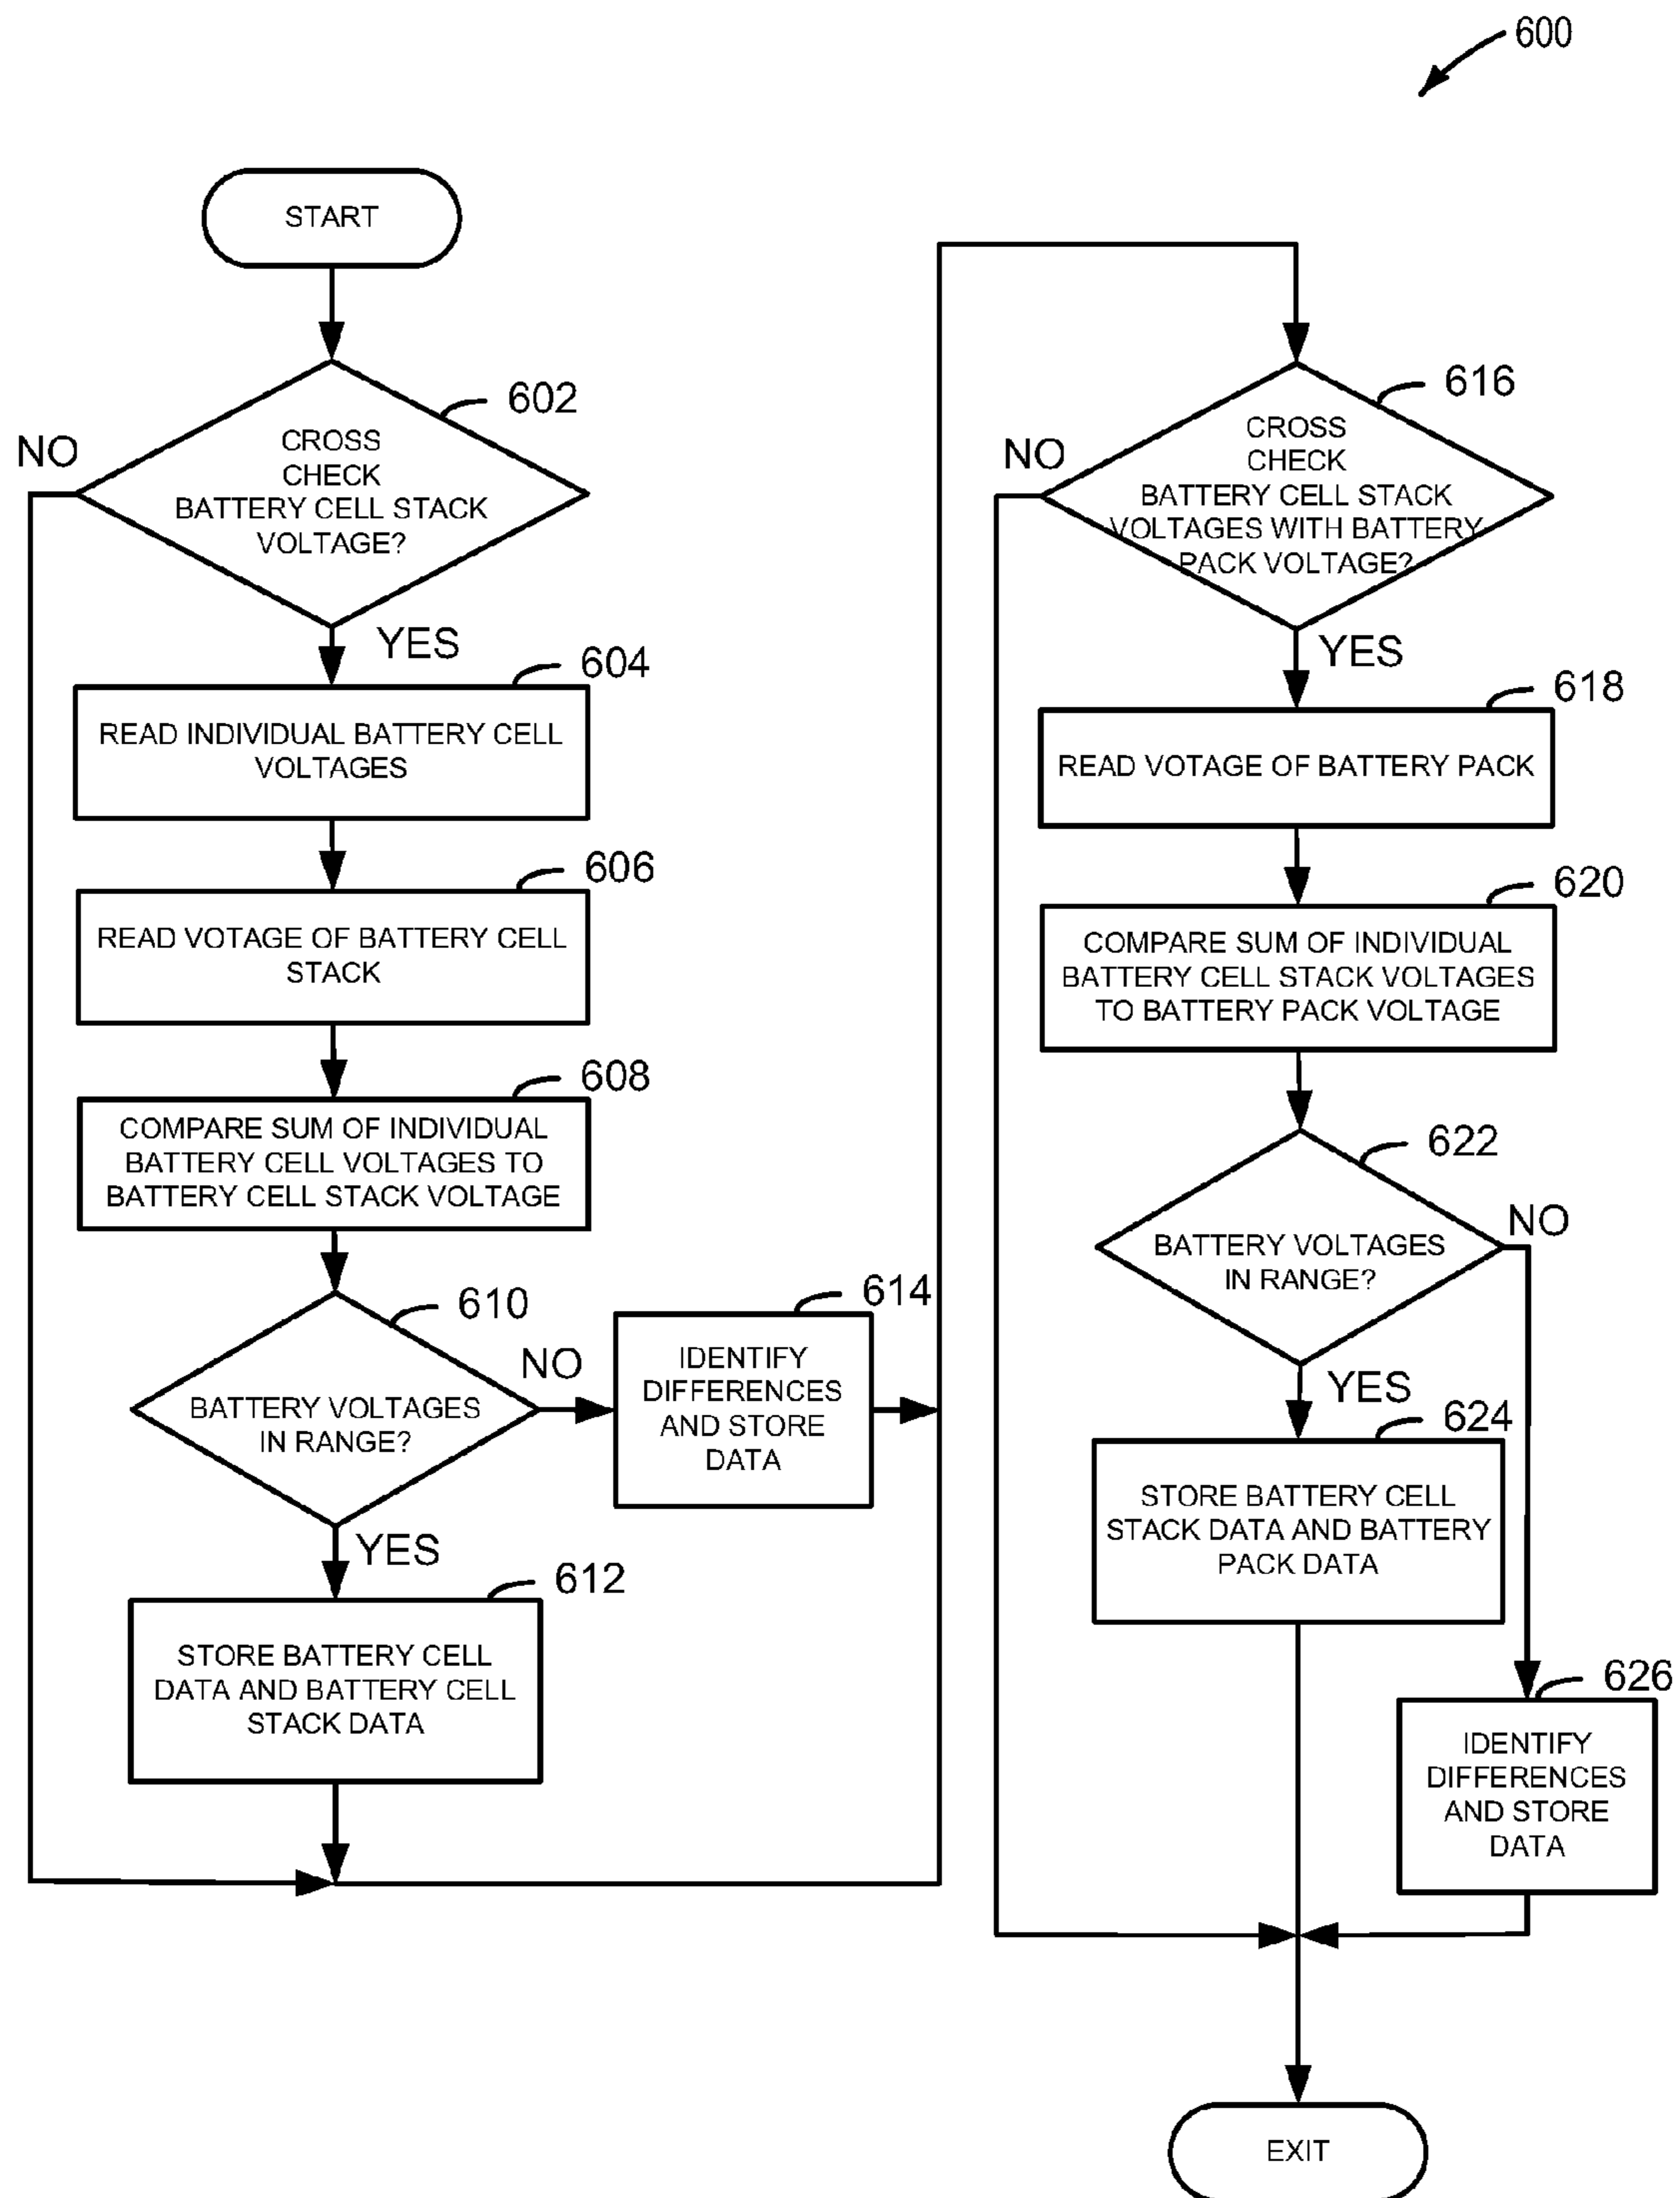 600
START
602
CROSS
CHECK
BATTERY CELL STACK
VOLTAGE?
NO
YES
604
READ INDIVIDUAL BATTERY CELL
VOLTAGES
606
READ VOTAGE OF BATTERY CELL
STACK
608
COMPARE SUM OF INDIVIDUAL
BATTERY CELL VOLTAGES TO
BATTERY CELL STACK VOLTAGE
610
BATTERY VOLTAGES
IN RANGE?
NO
614
IDENTIFY
DIFFERENCES
AND STORE
DATA
YES
612
STORE BATTERY CELL
DATA AND BATTERY CELL
STACK DATA
616
CROSS
CHECK
BATTERY CELL STACK
VOLTAGES WITH BATTERY
PACK VOLTAGE?
NO
YES
618
READ VOTAGE OF BATTERY PACK
620
COMPARE SUM OF INDIVIDUAL
BATTERY CELL STACK VOLTAGES
TO BATTERY PACK VOLTAGE
622
BATTERY VOLTAGES
IN RANGE?
NO
YES
624
STORE BATTERY CELL
STACK DATA AND BATTERY
PACK DATA
626
IDENTIFY
DIFFERENCES
AND STORE
DATA
EXIT